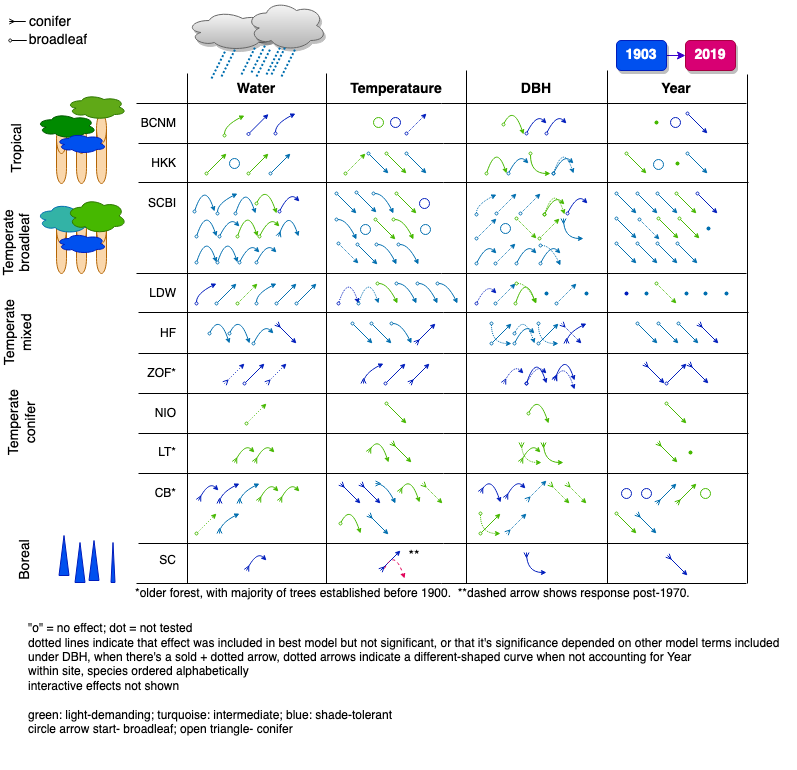 conifer
broadleaf
1903
2019
Water
Temperataure
DBH
Year
Tropical
BCNM
HKK
Temperate
broadleaf
SCBI
Temperate
mixed
LDW
HF
ZOF*
Temperate
conifer
NIO
LT*
CB*
Boreal
SC
**
*older forest, with majority of trees established before 1900. **dashed arrow shows response post-1970.
"o" = no effect; dot = not tested
dotted lines indicate that effect was included in best model but not significant, or that it's significance depended on other model terms included
under DBH, when there's a sold + dotted arrow, dotted arrows indicate a different-shaped curve when not accounting for Year
within site, species ordered alphabetically
interactive effects not shown
green: light-demanding; turquoise: intermediate; blue: shade-tolerant
circle arrow start- broadleaf; open triangle- conifer